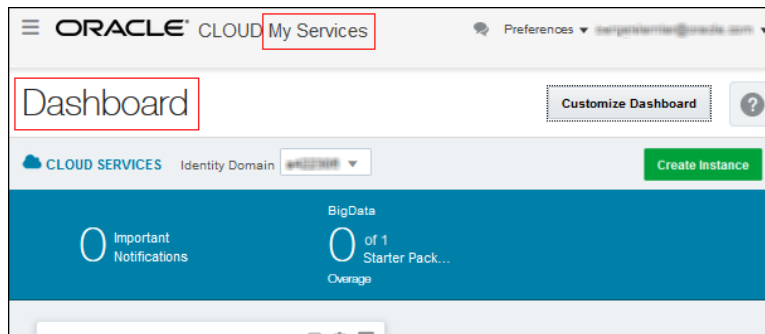 ORACLE CLOUD My Services
Preferences
Dashboard
Customize Dashboard
?
CLOUD SERVICES Identity Domain
Create Instance
0 Important
Notifications
BigData
0 of 1
Starter Pack...
Overage